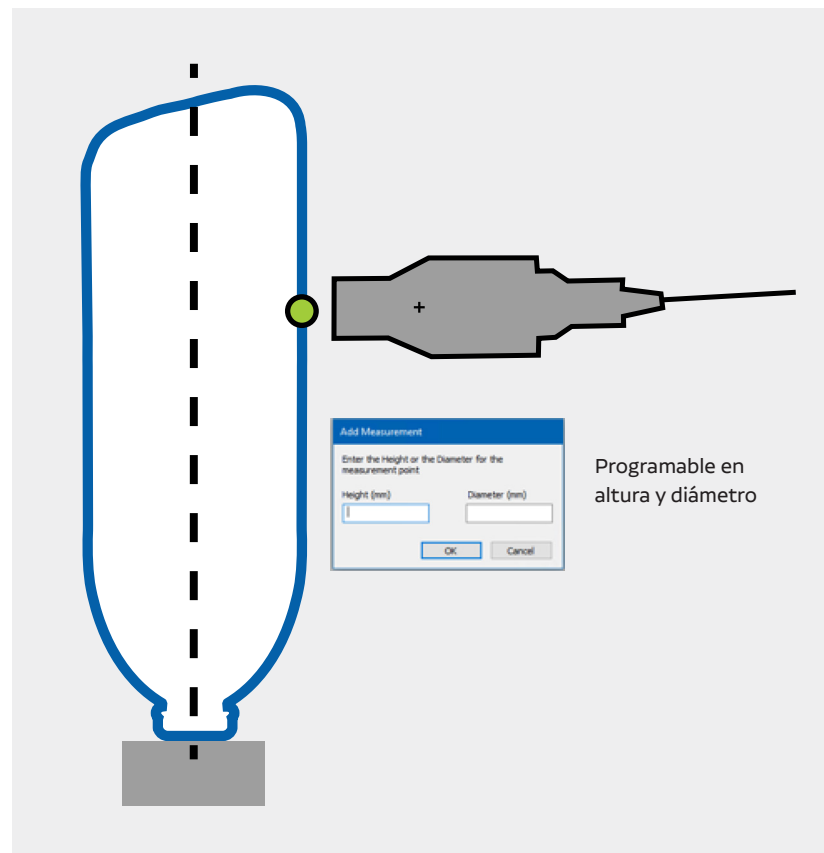 Add Measurement
Enter the Height or the Diameter for the
measurement point
Height (mm)
Diameter (mm)
OK
Cancel
Programable en
altura y diámetro